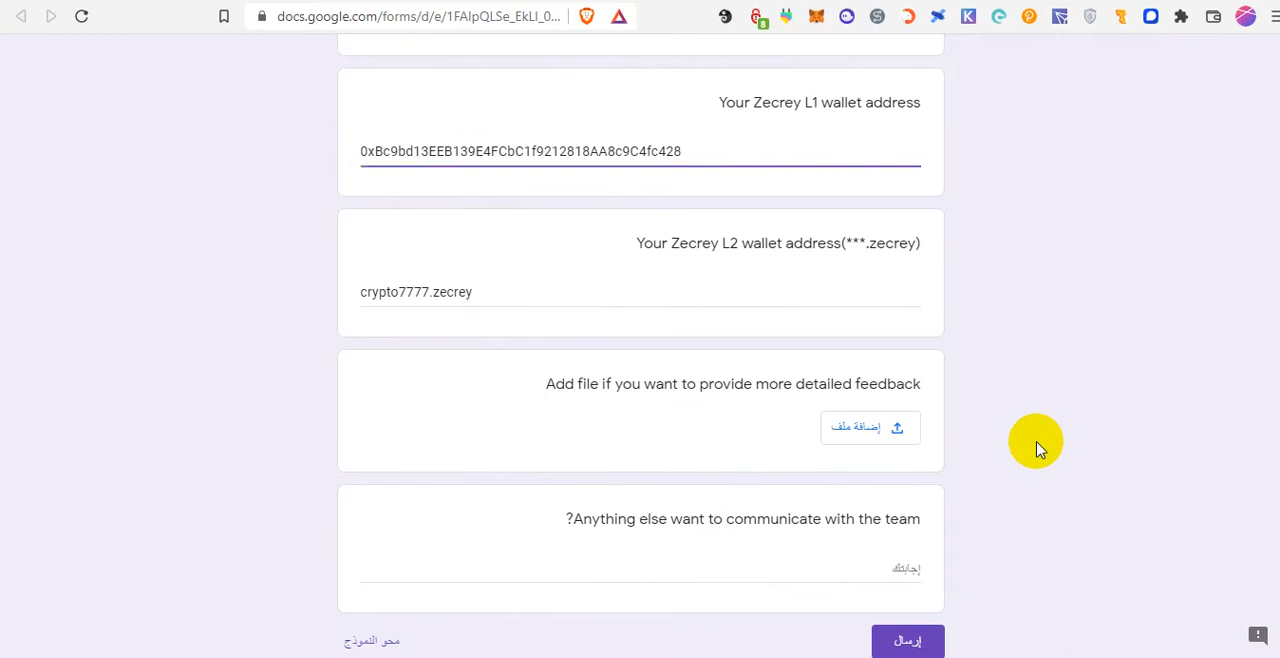 docs.google.com/forms/d/e/1FAIpQLSe_EkLI_0...
8
Your Zecrey L1 wallet address
0xBc9bd13EEB139E4FCbC1f9212818AA8c9C4fc428
Your Zecrey L2 wallet address(***.zecrey)
crypto7777.zecrey
Add file if you want to provide more detailed feedback
إضافة ملف
?Anything else want to communicate with the team
إجابتك
إرسال
محو النموذج